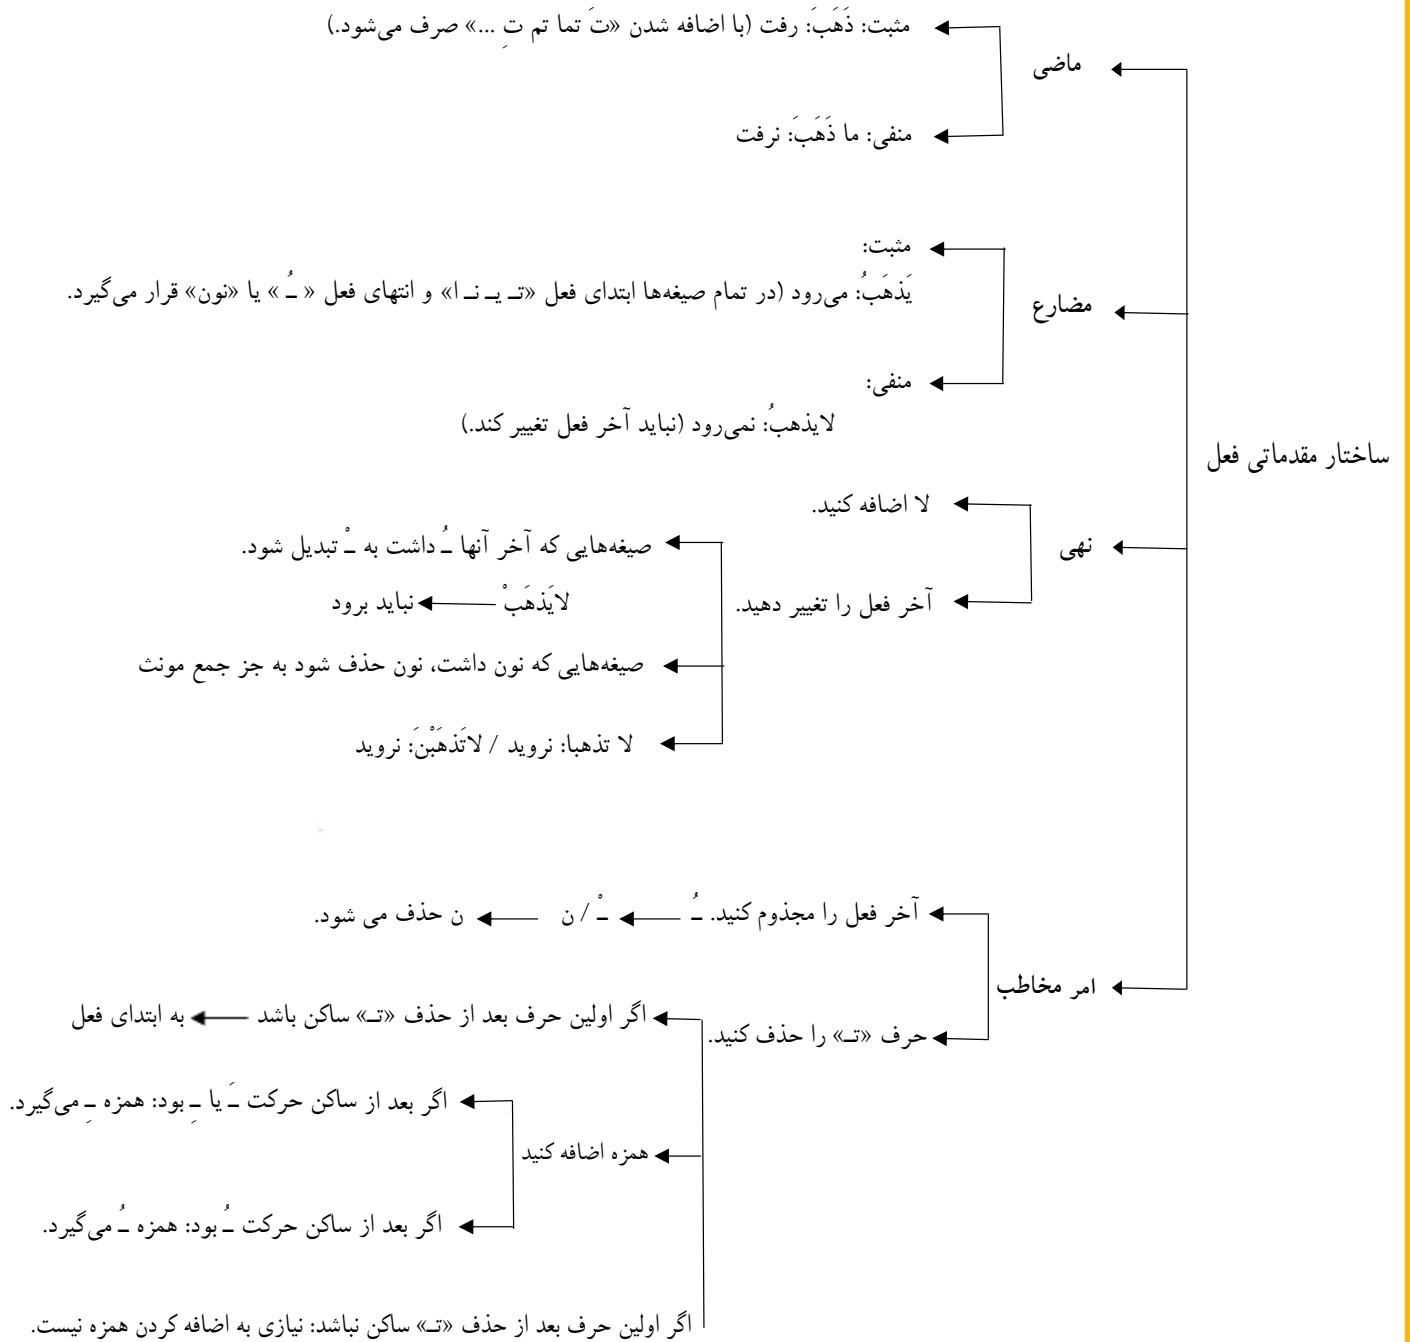 مثبت: ذَهَبَ: رفت (با اضافه شدن «تَ تما تم تِ ...» صرف می‌شود.)
ماضی
منفی: ما ذَهَبَ: نرفت
مثبت:
یَذهَبُ: می‌رود (در تمام صیغه‌ها ابتدای فعل «تـ یـ نـ ا» و انتهای فعل « ـُ » یا «نون» قرار می‌گیرد.
مضارع
منفی:
لایذهبُ: نمی‌رود (نباید آخر فعل تغییر کند.)
ساختار مقدماتی فعل
لا اضافه کنید.
نهی
صیغه‌هایی که آخر آنها ـُ داشت به ـْ تبدیل شود.
آخر فعل را تغییر دهید.
لایَذهَبْ نباید برود
صیغه‌هایی که نون داشت، نون حذف شود به جز جمع مونث
لا تذهبا: نروید / لاتَذهَبْنَ: نروید
آخر فعل را مجذوم کنید. ـُ ـْ / ن ن حذف می شود.
امر مخاطب
حرف «تـ» را حذف کنید.
اگر اولین حرف بعد از حذف «تـ» ساکن باشد به ابتدای فعل
اگر بعد از ساکن حرکت ـَ یا ـِ بود: همزه ـِ می‌گیرد.
همزه اضافه کنید
اگر بعد از ساکن حرکت ـُ بود: همزه ـُ می‌گیرد.
اگر اولین حرف بعد از حذف «تـ» ساکن نباشد: نیازی به اضافه کردن همزه نیست.